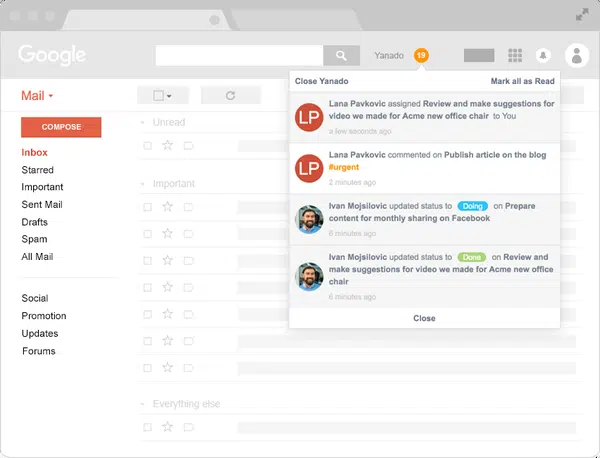 Google
Yanado 19
Close Yanado Mark all as Read
Mail
COMPOSE
Inbox
Starred
Important
Sent Mail
Drafts
Spam
All Mail
Social
Promotion
Updates
Forums
Unread
Important
Everything else
LP
Lana Pavkovic assigned Review and make suggestions for
video we made for Acme new office chair to You
a few seconds ago
LP
Lana Pavkovic commented on Publish article on the blog
#urgent
2 minutes ago
Ivan Mojsilovic updated status to Doing on Prepare
content for monthly sharing on Facebook
6 minutes ago
Ivan Mojsilovic updated status to Done on Review and
make suggestions for video we made for Acme new office
chair
6 minutes ago
Close